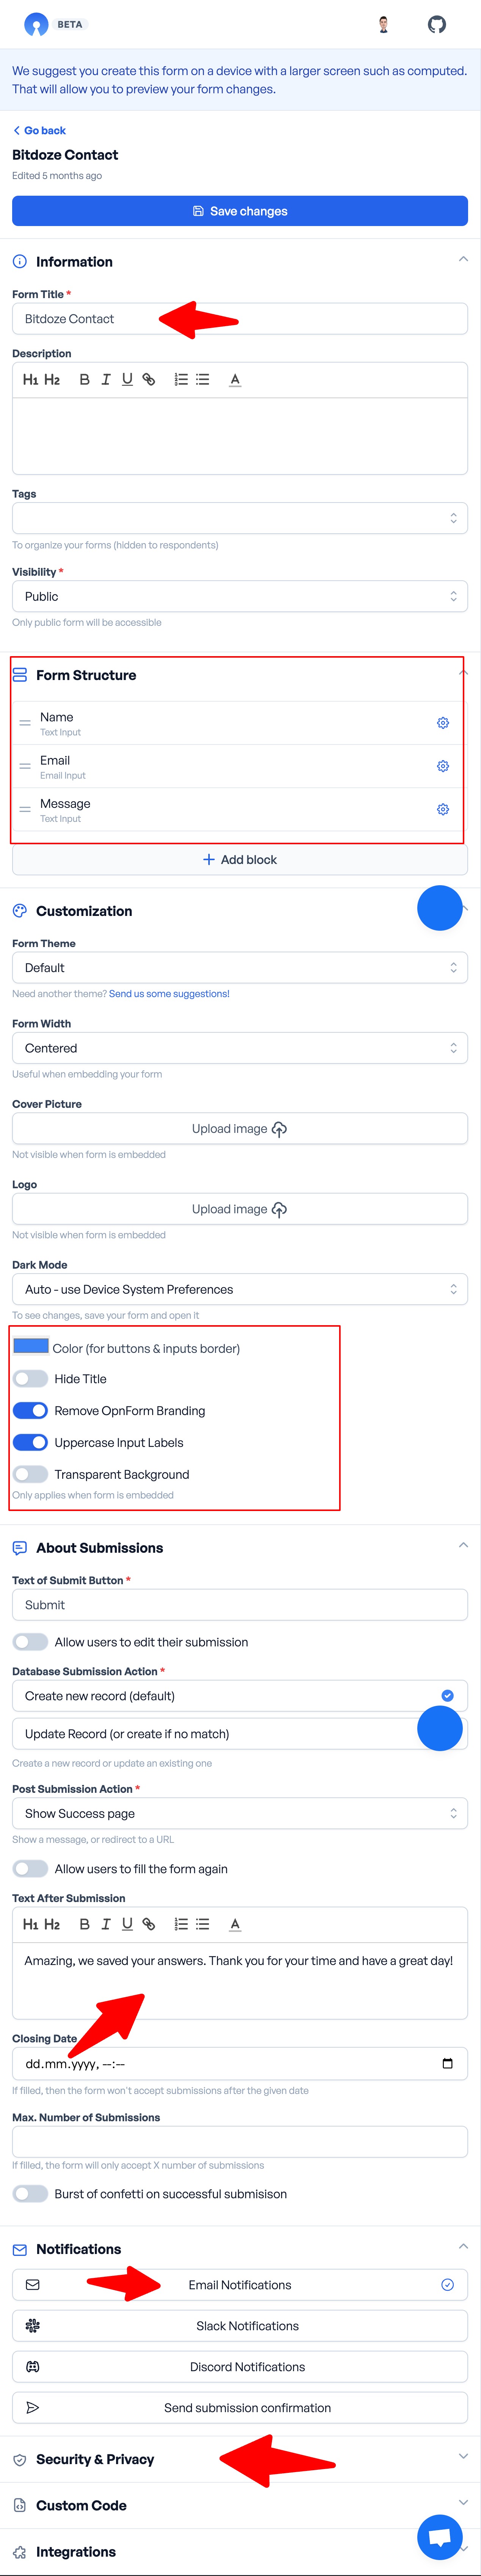 BETA
We suggest you create this form on a device with a larger screen such as computed.
That will allow you to preview your form changes.
Go back
Bitdoze Contact
Edited 5 months ago
Save changes
Information
Form Title *
Bitdoze Contact
Description
H1 H2 B I U A
Tags
To organize your forms (hidden to respondents)
Visibility *
Public
Only public form will be accessible
Form Structure
Name
Text Input
Email
Email Input
Message
Text Input
Add block
Customization
Form Theme
Default
Need another theme? Send us some suggestions!
Form Width
Centered
Useful when embedding your form
Cover Picture
Upload image
Not visible when form is embedded
Logo
Upload image
Not visible when form is embedded
Dark Mode
Auto - use Device System Preferences
To see changes, save your form and open it
Color (for buttons & inputs border)
Hide Title
Remove OpnForm Branding
Uppercase Input Labels
Transparent Background
Only applies when form is embedded
About Submissions
Text of Submit Button *
Submit
Allow users to edit their submission
Database Submission Action *
Create new record (default)
Update Record (or create if no match)
Create a new record or update an existing one
Post Submission Action *
Show Success page
Show a message, or redirect to a URL
Allow users to fill the form again
Text After Submission
H1 H2 B I U A
Amazing, we saved your answers. Thank you for your time and have a great day!
Closing Date
dd.mm.yyyy, --:--
If filled, then the form won't accept submissions after the given date
Max. Number of Submissions
If filled, the form will only accept X number of submissions
Burst of confetti on successful submisison
Notifications
Email Notifications
Slack Notifications
Discord Notifications
Send submission confirmation
Security & Privacy
Custom Code
Integrations